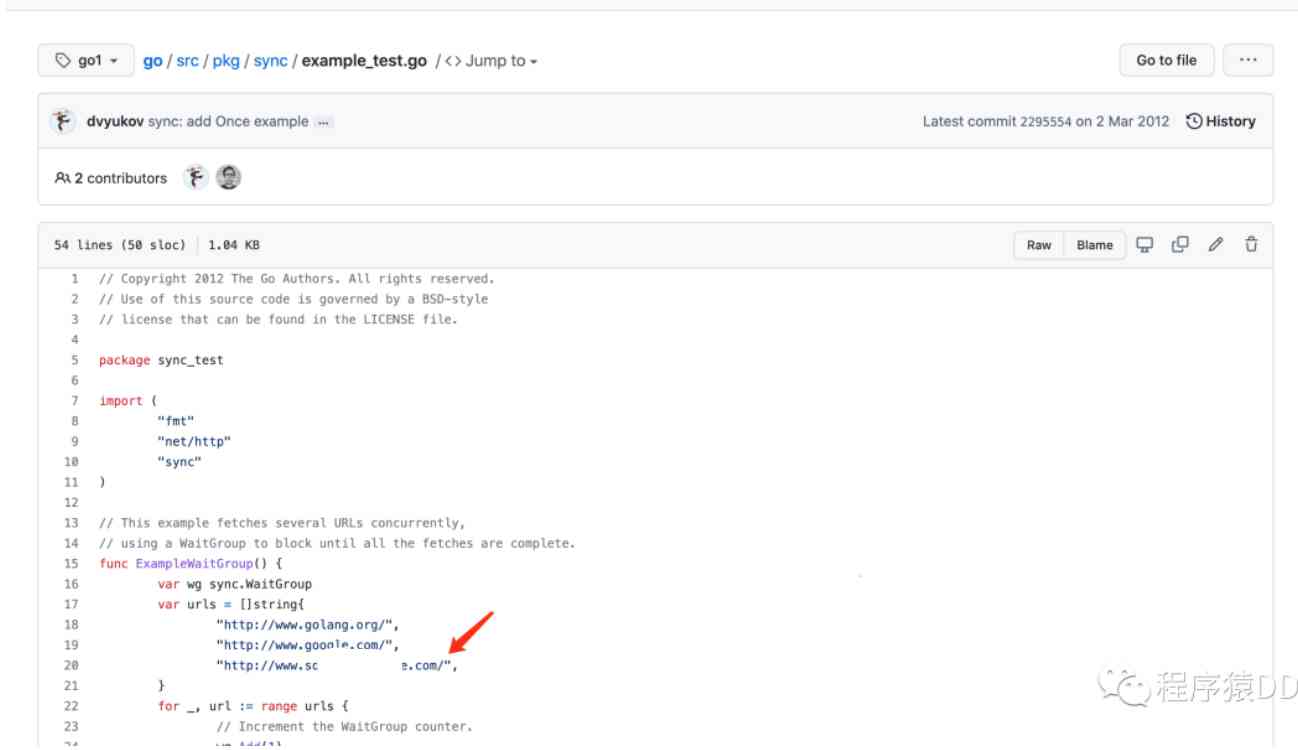 go1
go / src / pkg / sync / example_test.go / <> Jump to
Go to file
...
dvyukov sync: add Once example ...
Latest commit 2295554 on 2 Mar 2012 History
2 contributors
54 lines (50 sloc) | 1.04 KB
Raw Blame
1 // Copyright 2012 The Go Authors. All rights reserved.
2 // Use of this source code is governed by a BSD-style
3 // license that can be found in the LICENSE file.
4
5 package sync_test
6
7 import (
8 "fmt"
9 "net/http"
10 "sync"
11 )
12
13 // This example fetches several URLs concurrently,
14 // using a WaitGroup to block until all the fetches are complete.
15 func ExampleWaitGroup() {
16 var wg sync.WaitGroup
17 var urls = []string{
18 "http://www.golang.org/",
19 "http://www.google.com/",
20 "http://www.sc e.com/",
21 }
22 for _, url := range urls {
23 // Increment the WaitGroup counter.
程序猿DD